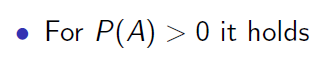 • For P(A) > 0 it holds